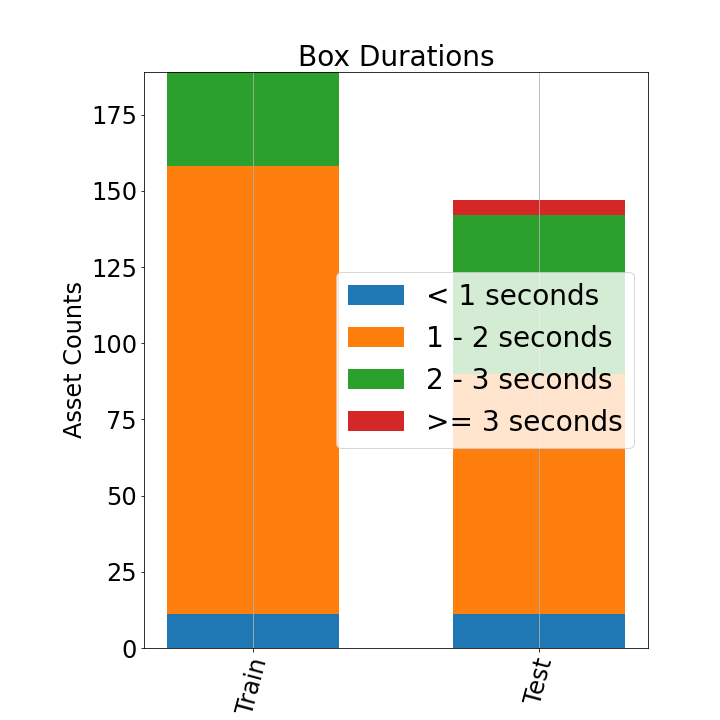 Box Durations
175
150
125
100
75
50
25
0
Asset Counts
< 1 seconds
1 - 2 seconds
2 - 3 seconds
>= 3 seconds
Train
Test